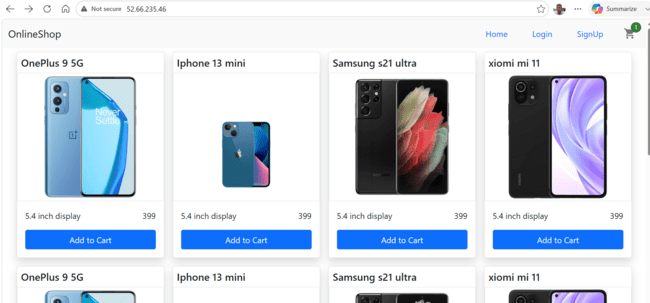 Not secure 52.66.235.46 Summarize
OnlineShop Home Login SignUp 1
OnePlus 9 5G Iphone 13 mini Samsung s21 ultra xiomi mi 11
Never
Settle
5.4 inch display 399 5.4 inch display 399 5.4 inch display 399 5.4 inch display 399
Add to Cart Add to Cart Add to Cart Add to Cart
OnePlus 9 5G Iphone 13 mini Samsung s21 ultra xiomi mi 11